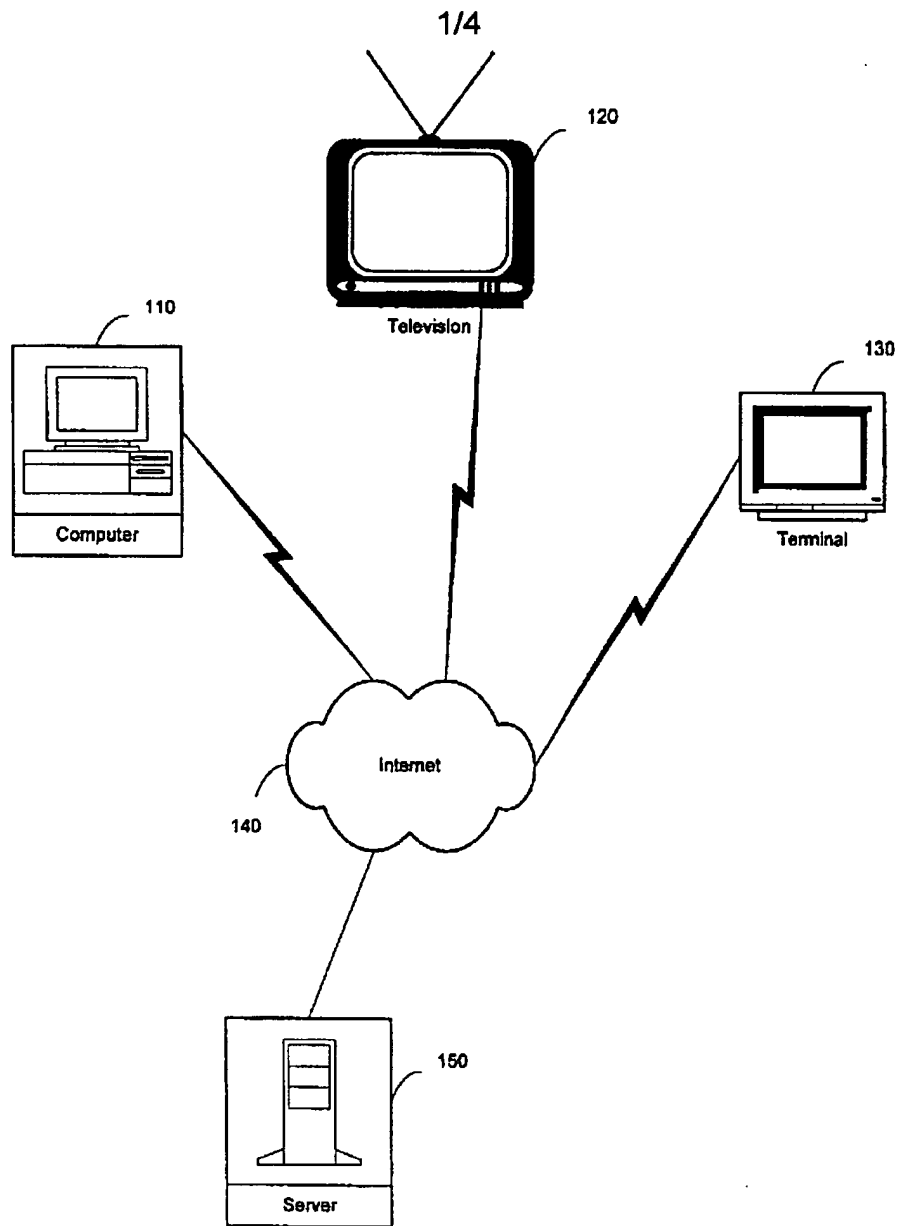 1/4
120
Television
110
Computer
130
Terminal
Internet
140
150
Server